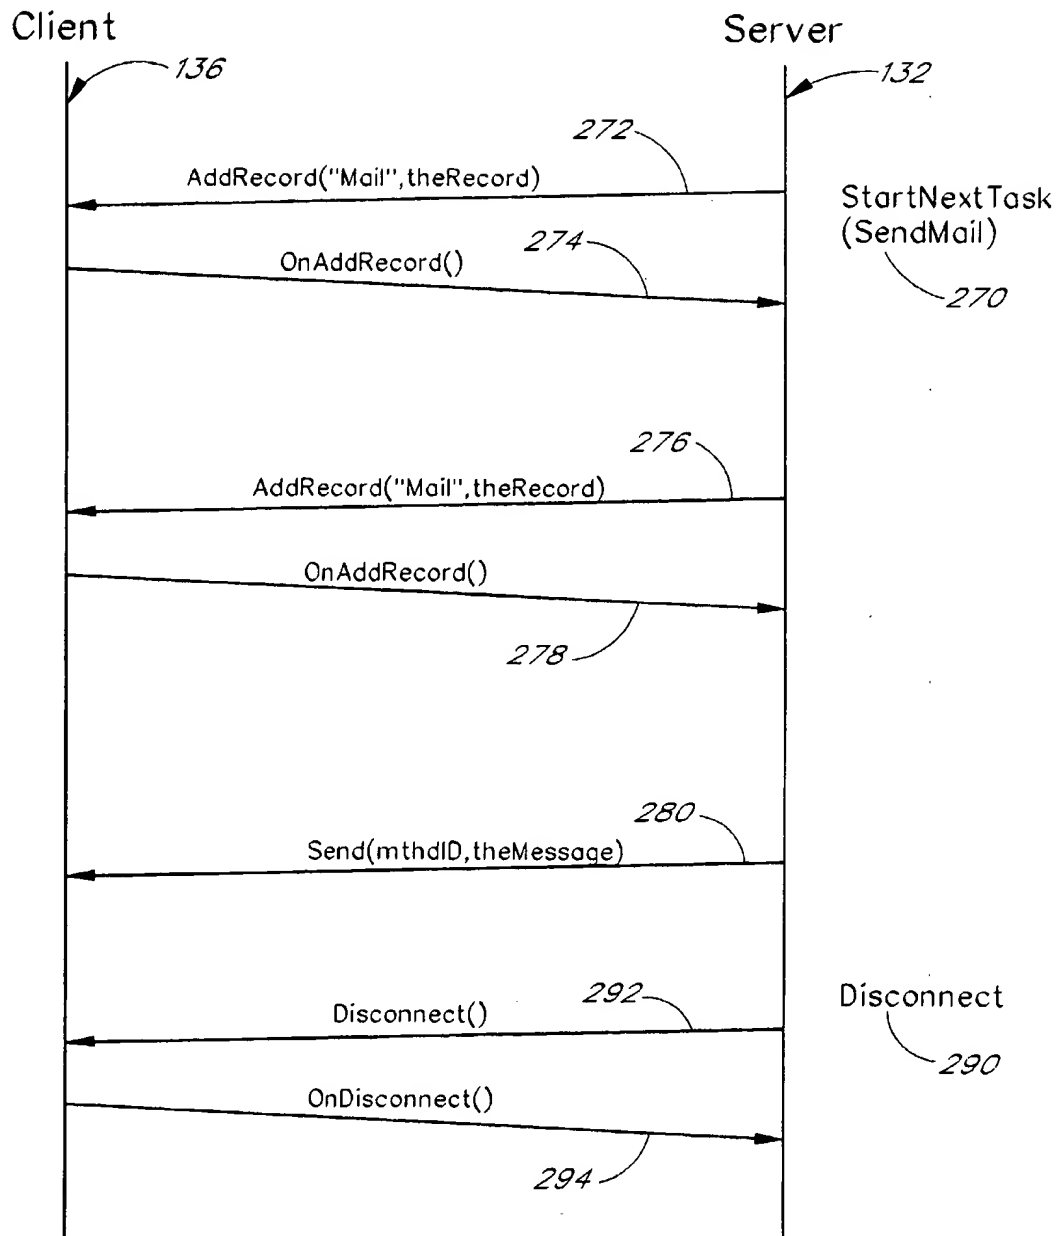 Client
Server
136
132
272
AddRecord("Mail",theRecord)
StartNextTask
(SendMail)
274
OnAddRecord()
270
276
AddRecord("Mail",theRecord)
OnAddRecord()
278
280
Send(mthdID,theMessage)
292
Disconnect()
Disconnect
290
OnDisconnect()
294